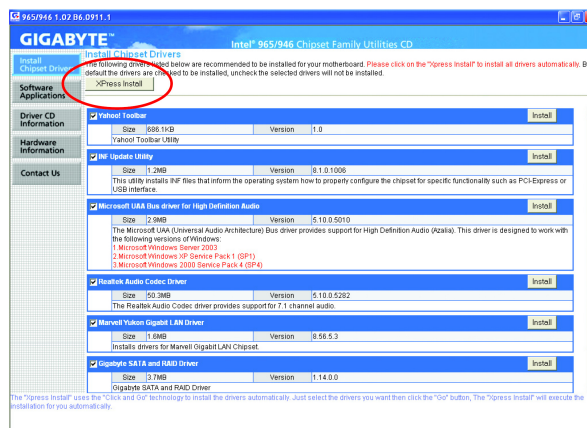 965/946 1.02 B6.0911.1
GIGABYTE™
Intel® 965/946 Chipset Family Utilities CD
Install Chipset Drivers
Install
Chipset Drivers
Software
Applications
Driver CD
Information
Hardware
Information
Contact Us
The following drivers listed below are recommended to be installed for your motherboard. Please click on the "Xpress Install" to install all drivers automatically. B
default the drivers are checked to be installed, uncheck the selected drivers will not be installed.
XPress Install
Yahoo! Toolbar Install
Size 686.1KB Version 1.0
Yahoo! Toolbar Utility
INF Update Utility Install
Size 1.2MB Version 8.1.0.1006
This utility installs INF files that inform the operating system how to properly configure the chipset for specific functionality such as PCI-Express or
USB interface.
Microsoft UAA Bus driver for High Definition Audio Install
Size 2.9MB Version 5.10.0.5010
The Microsoft UAA (Universal Audio Architecture) Bus driver provides support for High Definition Audio (Azalia). This driver is designed to work with
the following versions of Windows:
1.Microsoft Windows Server 2003
2.Microsoft Windows XP Service Pack 1 (SP1)
3.Microsoft Windows 2000 Service Pack 4 (SP4)
Realtek Audio Codec Driver Install
Size 50.3MB Version 5.10.0.5282
The Realtek Audio Codec driver provides support for 7.1 channel audio.
Marvell Yukon Gigabit LAN Driver Install
Size 1.6MB Version 8.56.5.3
Installs drivers for Marvell Gigabit LAN Chipset.
Gigabyte SATA and RAID Driver Install
Size 3.7MB Version 1.14.0.0
Gigabyte SATA and RAID Driver
The "Xpress Install" uses the "Click and Go" technology to install the drivers automatically. Just select the drivers you want then click the "Go" button, The "Xpress Install" will execute the
installation for you automatically.